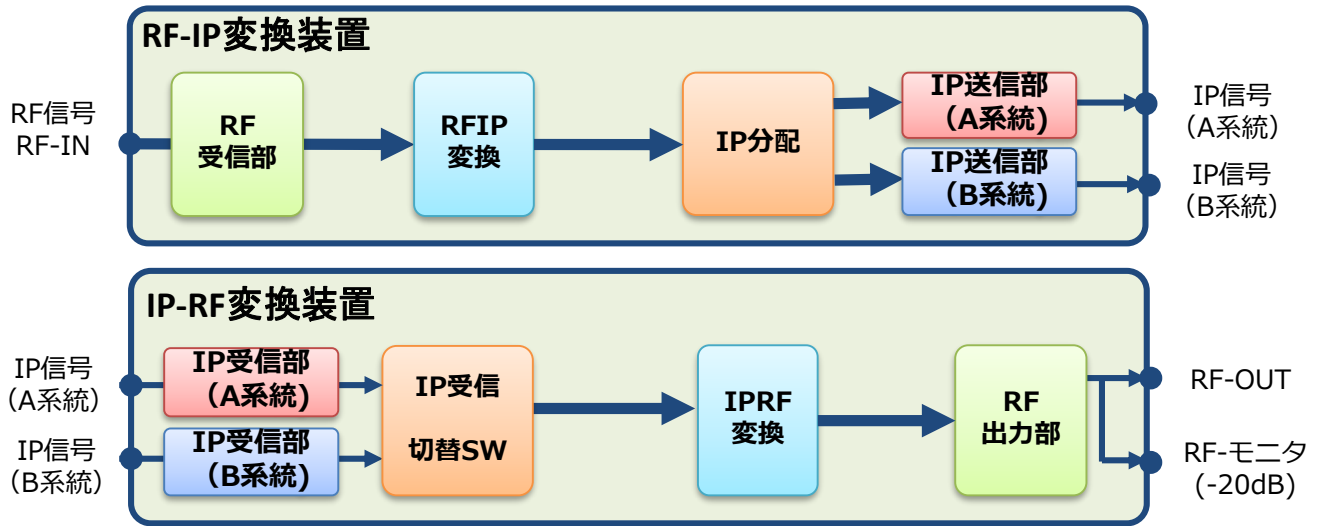 RF-IP変換装置
RF信号
RF-IN
RF
受信部
RFIP
変換
IP分配
IP送信部
（A系統)
IP送信部
（B系統)
IP信号
（A系統）
IP信号
（B系統）
IP-RF変換装置
IP信号
（A系統）
IP信号
（B系統）
IP受信部
（A系統)
IP受信部
（B系統)
IP受信
切替SW
IPRF
変換
RF
出力部
RF-OUT
RF-モニタ
(-20dB)